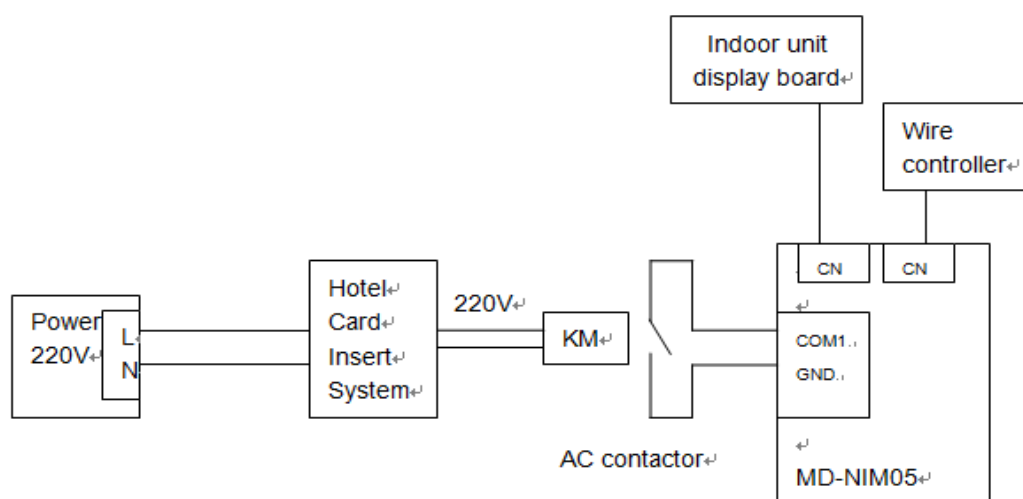 Indoor unit
display board↵
Wire
controller↵
CN
CN
Power
220V↵
L
N
Hotel↵
Card↵
Insert↵
System↵
220V↵
KM↵
COM1
GND
AC contactor↵
MD-NIM05↵